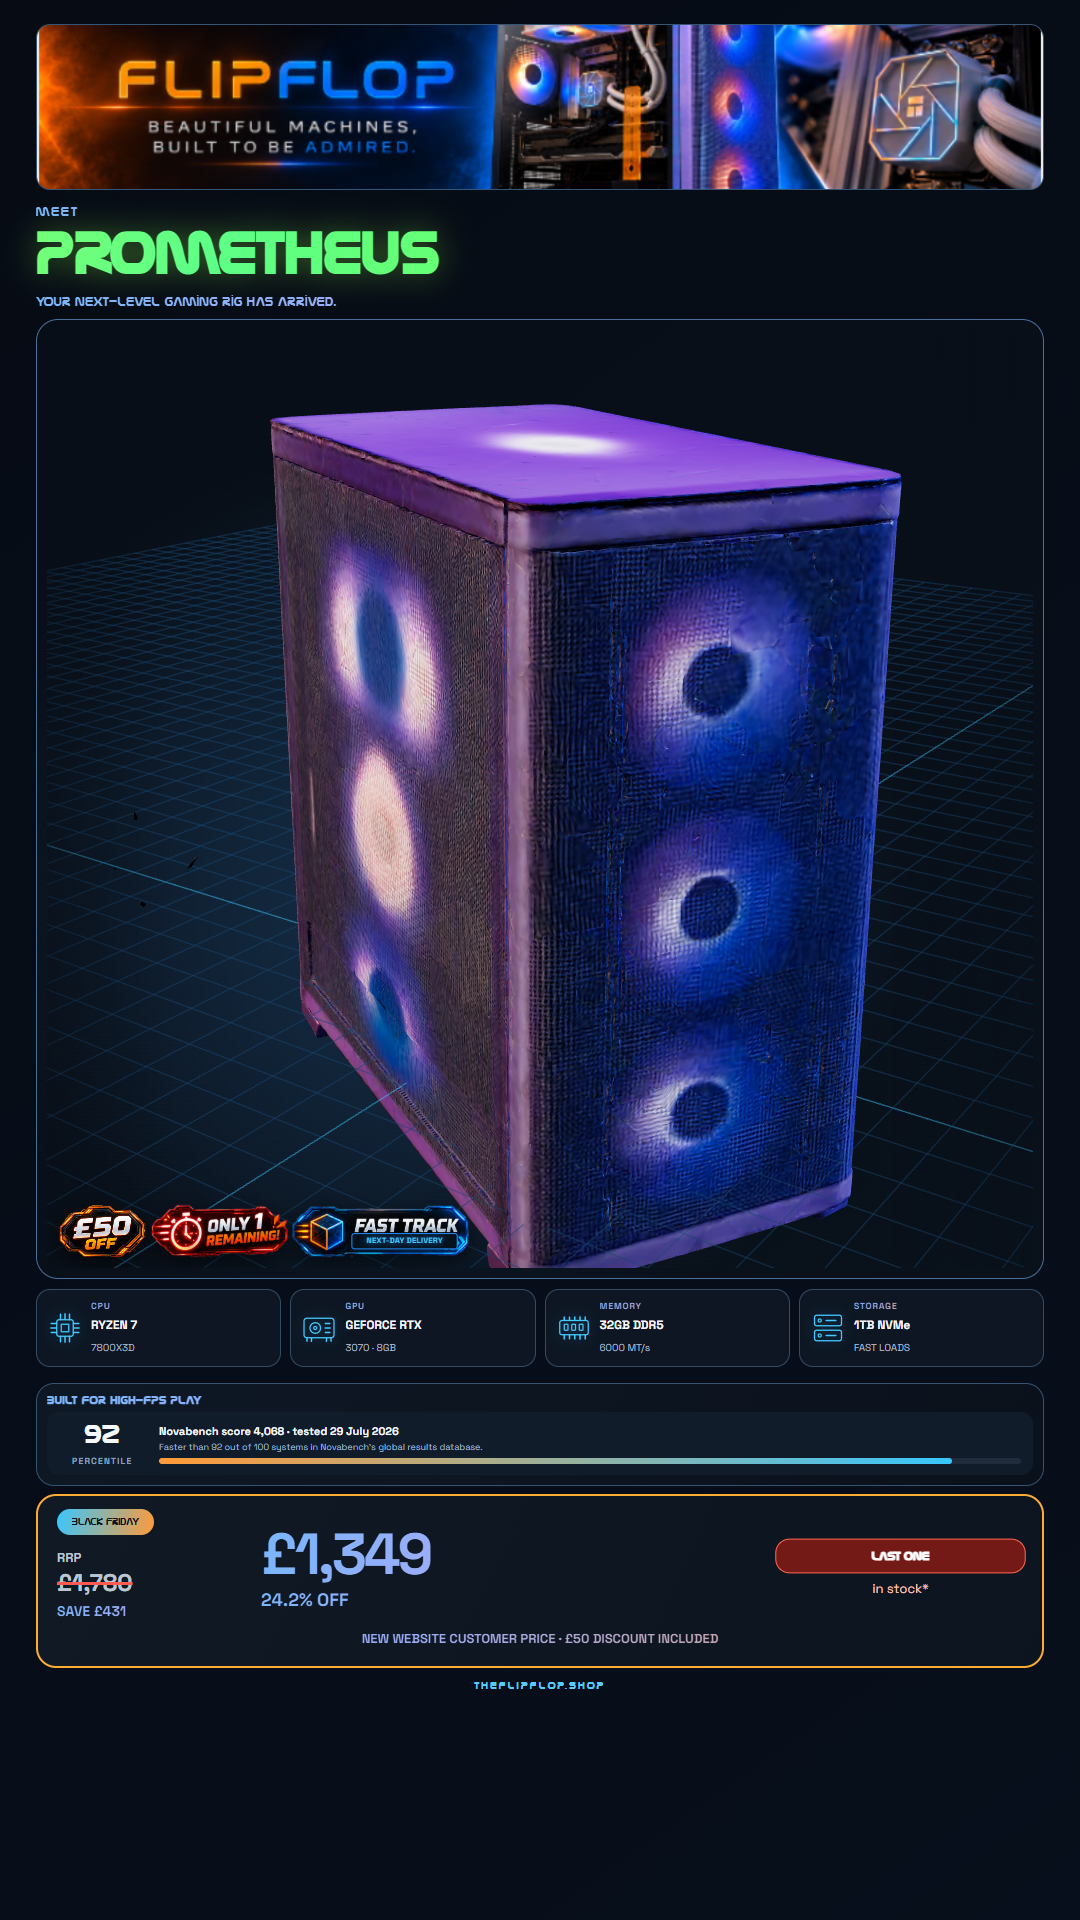 FLIPFLOP
BEAUTIFUL MACHINES,
BUILT TO BE ADMIRED.
MEET
PROMETHEUS
YOUR NEXT-LEVEL GAMING RIG HAS ARRIVED.
£50
OFF
ONLY 1
REMAINING!
FAST TRACK
NEXT-DAY DELIVERY
CPU
RYZEN 7
7800X3D
GPU
GEFORCE RTX
3070 · 8GB
MEMORY
32GB DDR5
6000 MT/s
STORAGE
1TB NVMe
FAST LOADS
BUILT FOR HIGH-FPS PLAY
92
PERCENTILE
Novabench score 4,068 · tested 29 July 2026
Faster than 92 out of 100 systems in Novabench's global results database.
BLACK FRIDAY
RRP
£1,780
SAVE £431
£1,349
24.2% OFF
LAST ONE
in stock*
NEW WEBSITE CUSTOMER PRICE · £50 DISCOUNT INCLUDED
THEFLIPFLOP.SHOP